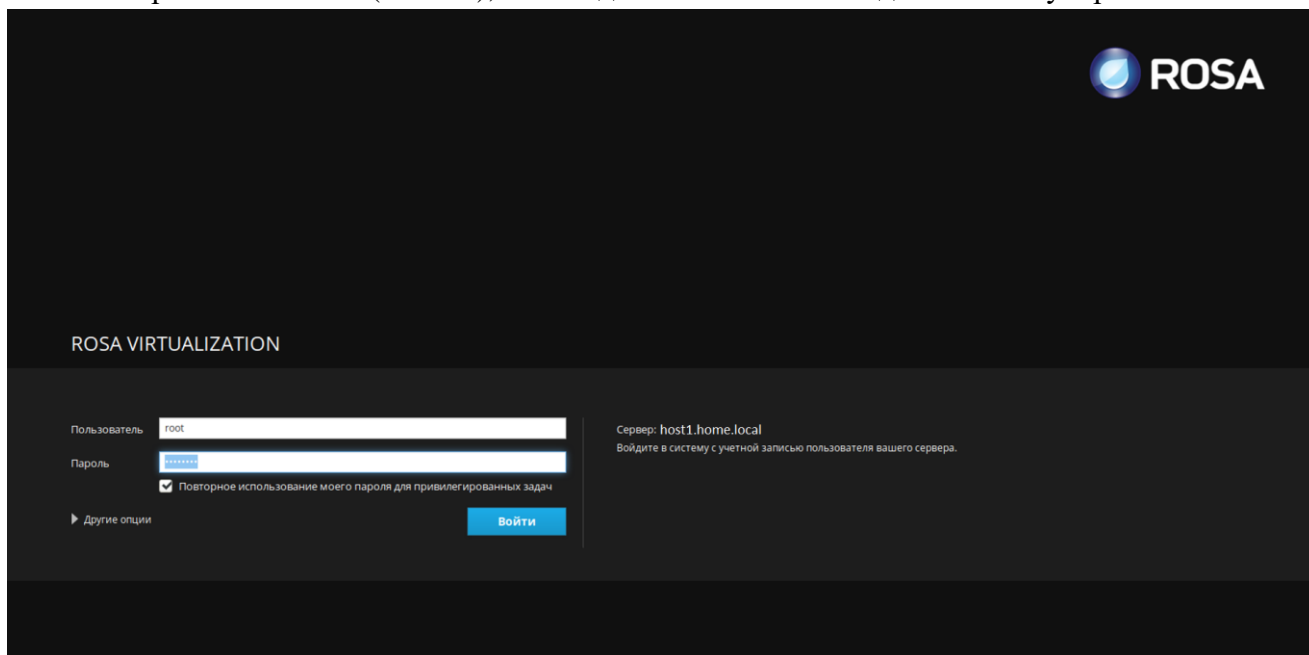 ROSA
ROSA VIRTUALIZATION
Пользователь root
Пароль ········
Повторное использование моего пароля для привилегированных задач
Другие опции
Войти
Сервер: host1.home.local
Войдите в систему с учетной записью пользователя вашего сервера.